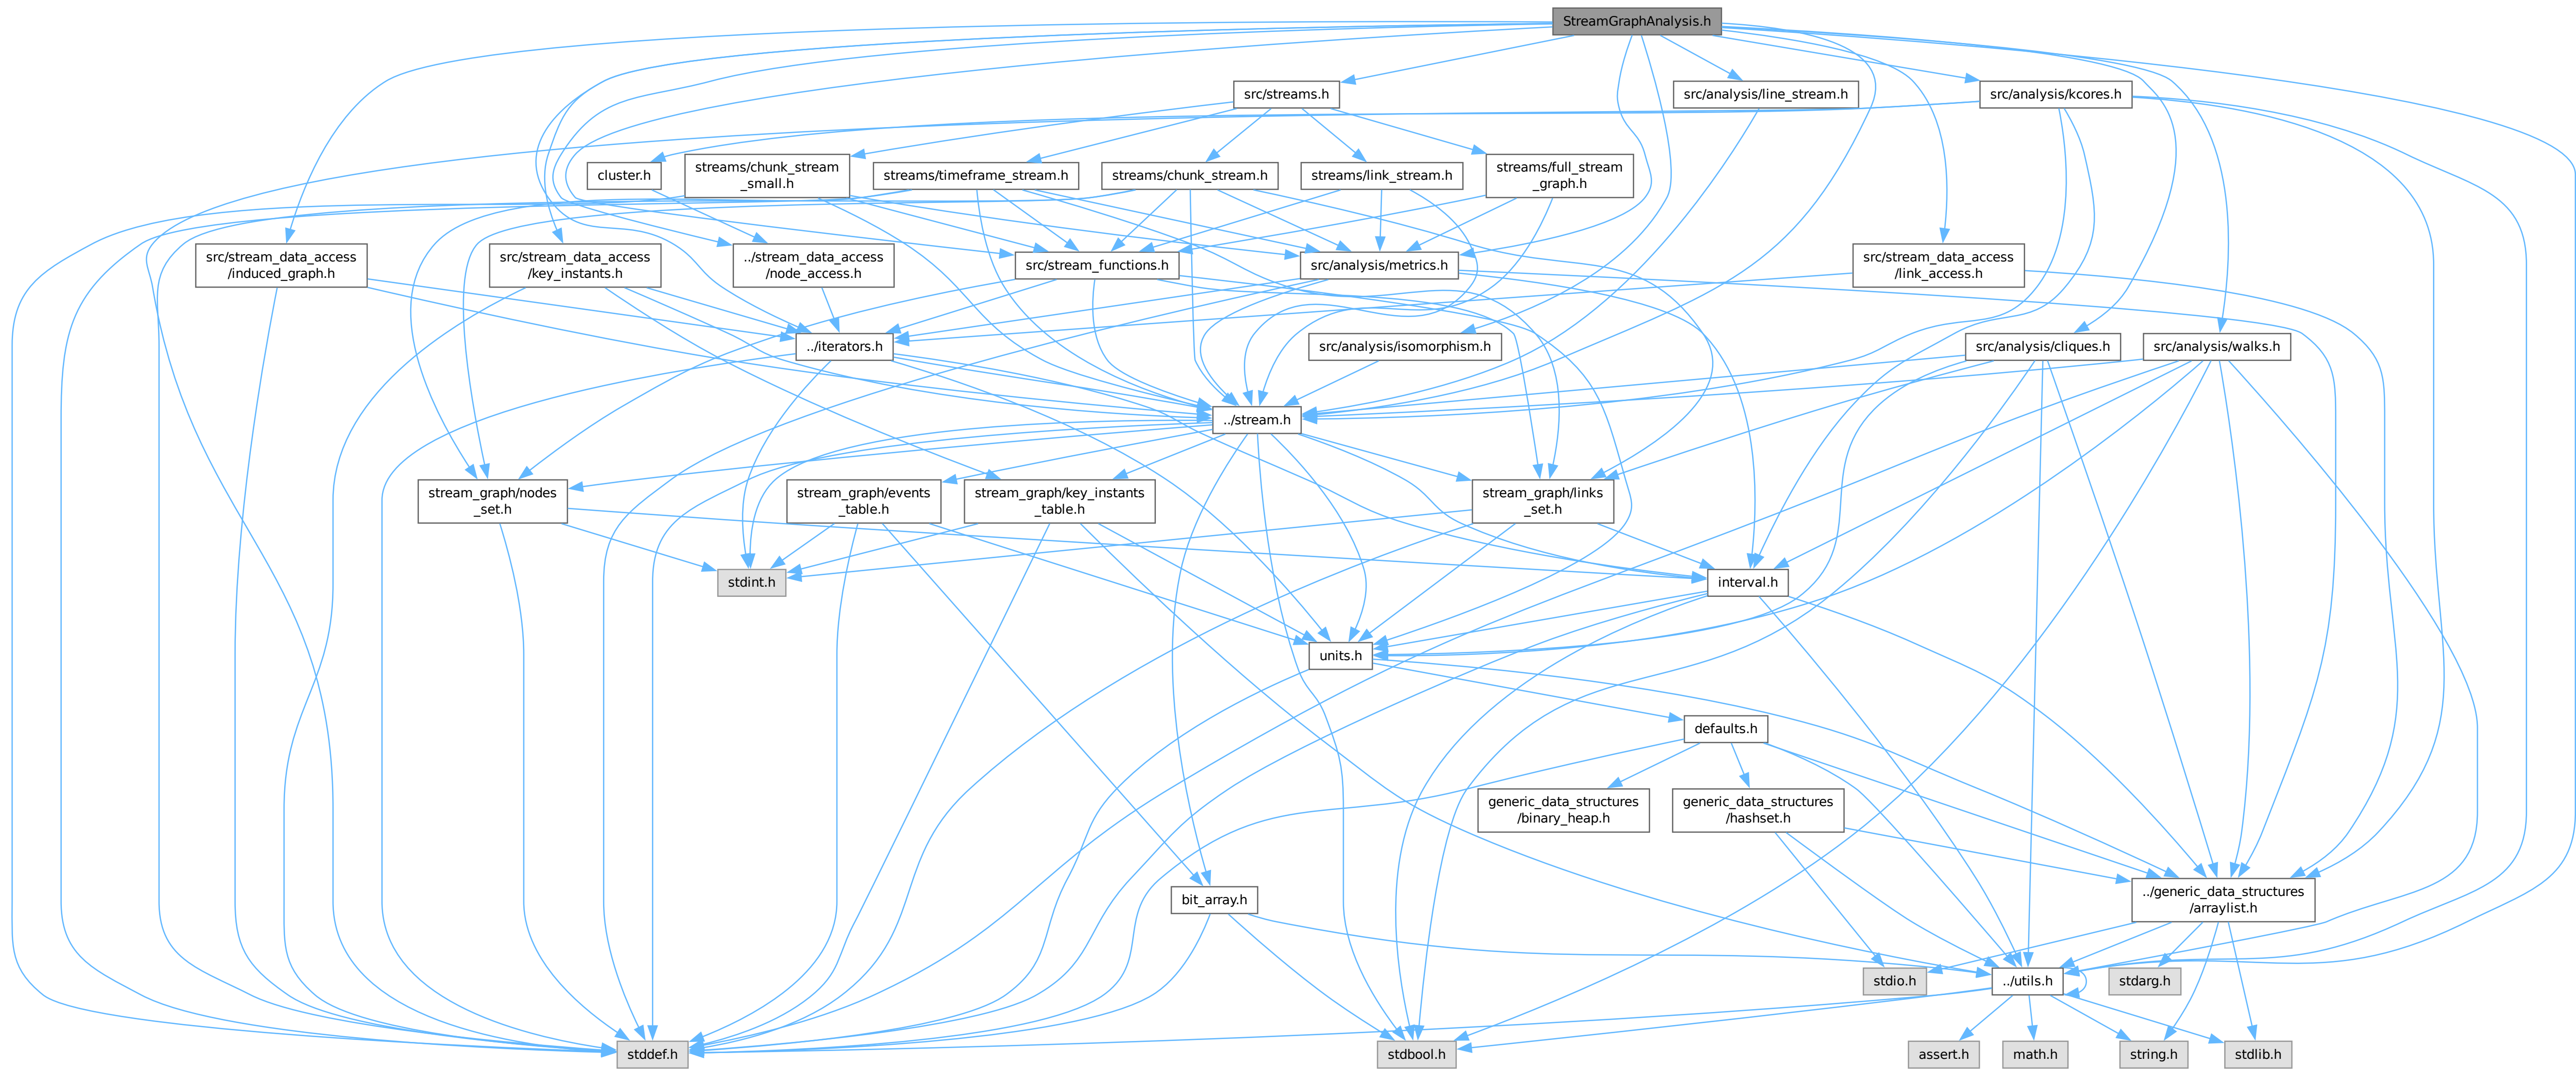 StreamGraphAnalysis.h
src/streams.h
src/analysis/line_stream.h
src/analysis/kcores.h
cluster.h
streams/chunk_stream
_small.h
streams/timeframe_stream.h
streams/chunk_stream.h
streams/link_stream.h
streams/full_stream
_graph.h
src/stream_data_access
/induced_graph.h
src/stream_data_access
/key_instants.h
../stream_data_access
/node_access.h
src/stream_functions.h
src/analysis/metrics.h
src/stream_data_access
/link_access.h
../iterators.h
src/analysis/isomorphism.h
src/analysis/cliques.h
src/analysis/walks.h
../stream.h
stream_graph/nodes
_set.h
stream_graph/events
_table.h
stream_graph/key_instants
_table.h
stream_graph/links
_set.h
stdint.h
interval.h
units.h
defaults.h
generic_data_structures
/binary_heap.h
generic_data_structures
/hashset.h
bit_array.h
../generic_data_structures
/arraylist.h
stdio.h
../utils.h
stdarg.h
stddef.h
stdbool.h
assert.h
math.h
string.h
stdlib.h